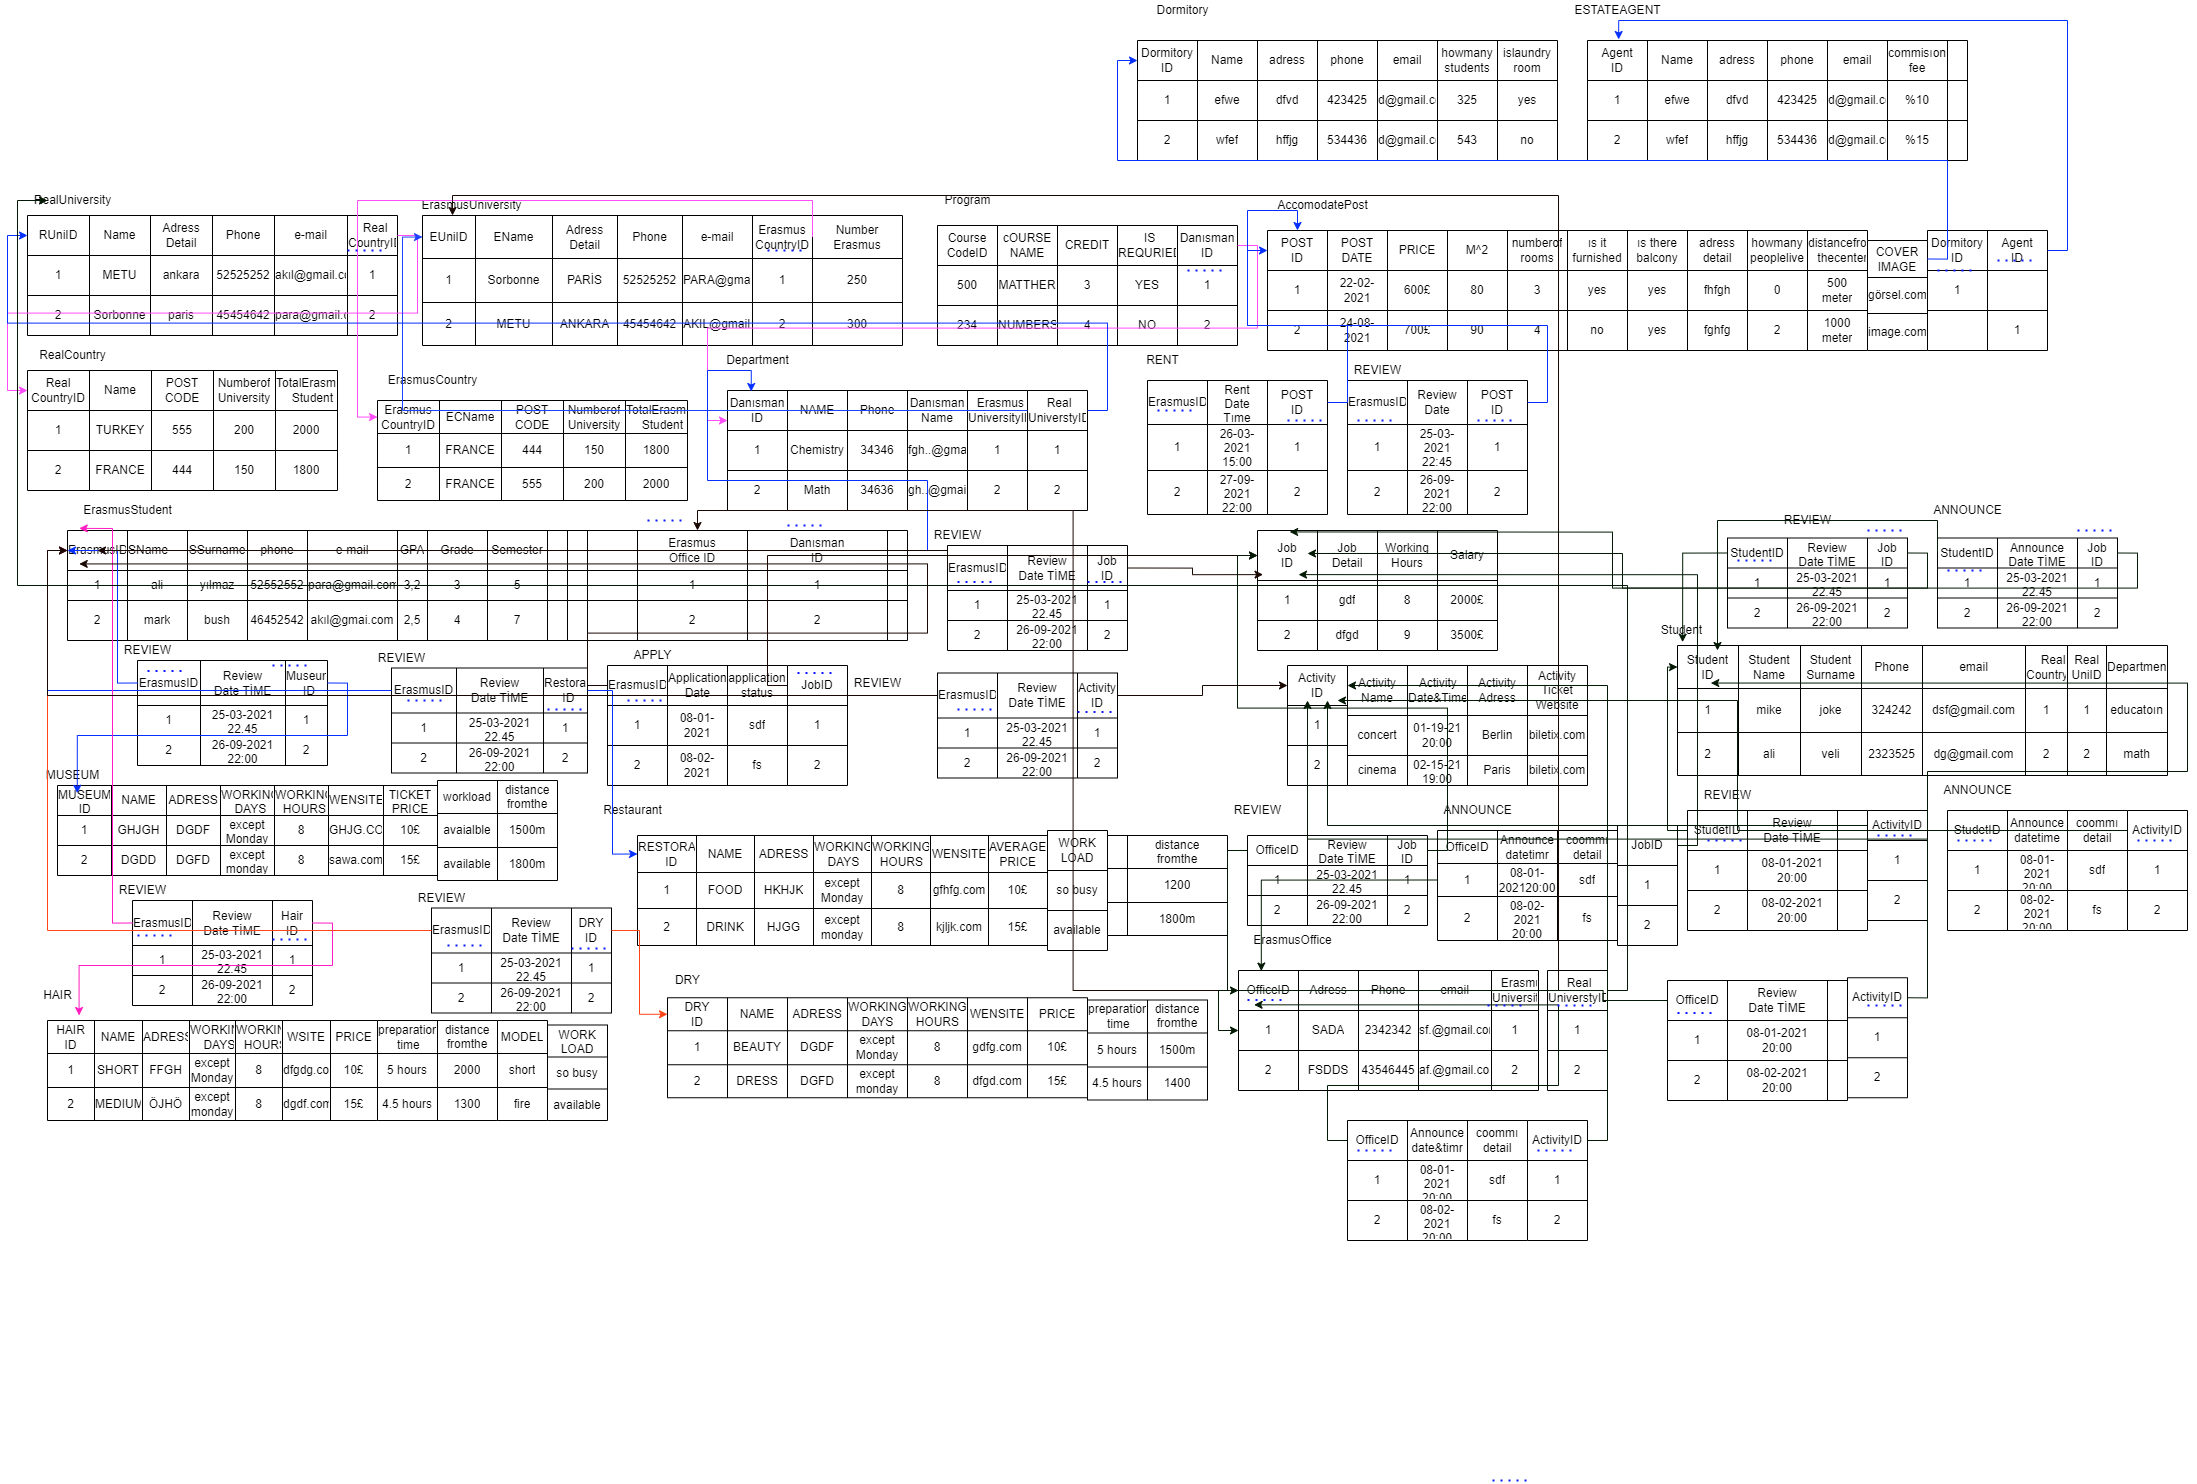 Dormitory
Dormitory ID Name adress phone email howmany students islaundry room
1 efwe dfvd 423425 d@gmail.c 325 yes
2 wfef hffjg 534436 d@gmail.c 543 no
ESTATEAGENT
Agent ID Name adress phone email commision fee
1 efwe dfvd 423425 d@gmail.c %10
2 wfef hffjg 534436 d@gmail.c %15
RealUniversity
RUniID Name Adress Detail Phone e-mail Real CountryID
1 METU ankara 52525252 akıl@gmail.c 1
2 Sorbonne paris 45454642 para@gmail.c 2
ErasmusUniversity
EUniID EName Adress Detail Phone e-mail Erasmus CountryID Number Erasmus
1 Sorbonne PARİS 52525252 PARA@gma 1 250
2 METU ANKARA 45454642 AKIL@gmail 2 300
Program
Course CodeID cOURSE NAME CREDIT IS REQURIED Danısman ID
500 MATTHER 3 YES 1
234 NUMBERS 4 NO 2
AccomodatePost
POST ID POST DATE PRICE M^2 numberof rooms ıs it furnished ıs there balcony adress detail howmany peoplelive distancefro thecenter COVER IMAGE Dormitory ID Agent ID
1 22-02-2021 600£ 80 3 yes yes fhfgh 0 500 meter görsel.com 1
2 24-08-2021 700£ 90 4 no yes fghfg 2 1000 meter image.com 1
RealCountry
Real CountryID Name POST CODE Numberof University TotalErasm Student
1 TURKEY 555 200 2000
2 FRANCE 444 150 1800
ErasmusCountry
Erasmus CountryID ECName POST CODE Numberof University TotalErasm Student
1 FRANCE 444 150 1800
2 FRANCE 555 200 2000
Department
Danısman ID NAME Phone Danısman Name Erasmus UniversityI Real UniverstyID
1 Chemistry 34346 fgh..@gma 1 1
2 Math 34636 gh..@gmai 2 2
RENT
ErasmusID Rent Date Tıme POST ID
1 26-03-2021 15:00 1
2 27-09-2021 22:00 2
REVIEW
ErasmusID Review Date POST ID
1 25-03-2021 22:45 1
2 26-09-2021 22:00 2
ErasmusStudent
ErasmusID SName SSurname phone e-mail GPA Grade Semester Erasmus Office ID Danısman ID
1 ali yılmaz 52552552 para@gmail.com 3,2 3 5 1 1
2 mark bush 46452542 akıl@gmai.com 2,5 4 7 2 2
REVIEW
ErasmusID Review Date TİME Job ID
1 25-03-2021 22.45 1
2 26-09-2021 22:00 2
Job ID Job Detail Working Hours Salary
1 gdf 8 2000£
2 dfgd 9 3500£
REVIEW
StudentID Review Date TİME Job ID
1 25-03-2021 22.45 1
2 26-09-2021 22:00 2
ANNOUNCE
StudentID Announce Date TİME Job ID
1 25-03-2021 22.45 1
2 26-09-2021 22:00 2
REVIEW
ErasmusID Review Date TİME Museur ID
1 25-03-2021 22.45 1
2 26-09-2021 22:00 2
REVIEW
ErasmusID Review Date TİME Restora ID
1 25-03-2021 22.45 1
2 26-09-2021 22:00 2
APPLY
ErasmusID Application Date application status JobID
1 08-01-2021 sdf 1
2 08-02-2021 fs 2
REVIEW
ErasmusID Review Date TİME Activity ID
1 25-03-2021 22.45 1
2 26-09-2021 22:00 2
Activity ID Activity Name Activity Date&Time Activity Adress Activity Ticket Website
1 concert 01-19-21 20:00 Berlin biletix.com
2 cinema 02-15-21 19:00 Paris biletix.com
Student
Student ID Student Name Student Surname Phone email Real Country Real UniID Departmen
1 mike joke 324242 dsf@gmail.com 1 1 educatoın
2 ali veli 2323525 dg@gmail.com 2 2 math
MUSEUM
MUSEUM ID NAME ADRESS WORKING DAYS WORKING HOURS WENSITE TICKET PRICE workload distance fromthe
1 GHJGH DGDF except Monday 8 GHJG.CO 10£ avaialble 1500m
2 DGDD DGFD except monday 8 sawa.com 15£ available 1800m
Restaurant
RESTORA ID NAME ADRESS WORKING DAYS WORKING HOURS WENSITE AVERAGE PRICE WORK LOAD distance fromthe
1 FOOD HKHJK except Monday 8 gfhfg.com 10£ so busy 1200
2 DRINK HJGG except monday 8 kjljk.com 15£ available 1800m
REVIEW
OfficeID Review Date TİME Job ID
1 25-03-2021 22.45 1
2 26-09-2021 22:00 2
ANNOUNCE
OfficeID Announce datetimr coommı detail JobID
1 08-01-202120:00 sdf 1
2 08-02-2021 20:00 fs 2
REVIEW
StudetID Review Date TİME ActivityID
1 08-01-2021 20:00 1
2 08-02-2021 20:00 2
ANNOUNCE
StudetID Announce datetime coommı detail ActivityID
1 08-01-2021 20:00 sdf 1
2 08-02-2021 20:00 fs 2
REVIEW
ErasmusID Review Date TİME Hair ID
1 25-03-2021 22.45 1
2 26-09-2021 22:00 2
REVIEW
ErasmusID Review Date TİME DRY ID
1 25-03-2021 22.45 1
2 26-09-2021 22:00 2
HAIR
HAIR ID NAME ADRESS WORKIN DAYS WORKIN HOURS WSITE PRICE preparatior time distance fromthe MODEL WORK LOAD
1 SHORT FFGH except Monday 8 dfgdg.co 10£ 5 hours 2000 short so busy
2 MEDIUM ÖJHÖ except monday 8 dgdf.com 15£ 4.5 hours 1300 fire available
DRY
DRY ID NAME ADRESS WORKING DAYS WORKING HOURS WENSITE PRICE preparatior time distance fromthe
1 BEAUTY DGDF except Monday 8 gdfg.com 10£ 5 hours 1500m
2 DRESS DGFD except monday 8 dfgd.com 15£ 4.5 hours 1400
ErasmusOffice
OfficeID Adress Phone email Erasmu Universit Real UniverstyID
1 SADA 2342342 sf.@gmail.co 1 1
2 FSDDS 43546445 af.@gmail.co 2 2
OfficeID Review Date TİME ActivityID
1 08-01-2021 20:00 1
2 08-02-2021 20:00 2
OfficeID Announce date&timr coommı detail ActivityID
1 08-01-2021 20:00 sdf 1
2 08-02-2021 20:00 fs 2